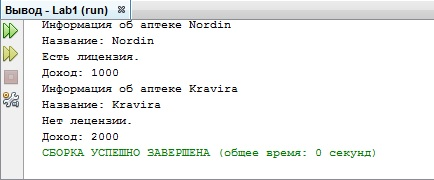 Вывод - Lab1 (run)
Информация об аптеке Nordin
Название: Nordin
Есть лицензия.
Доход: 1000
Информация об аптеке Kravira
Название: Kravira
Нет лецензии.
Доход: 2000
СБОРКА УСПЕШНО ЗАВЕРШЕНА (общее время: 0 секунд)